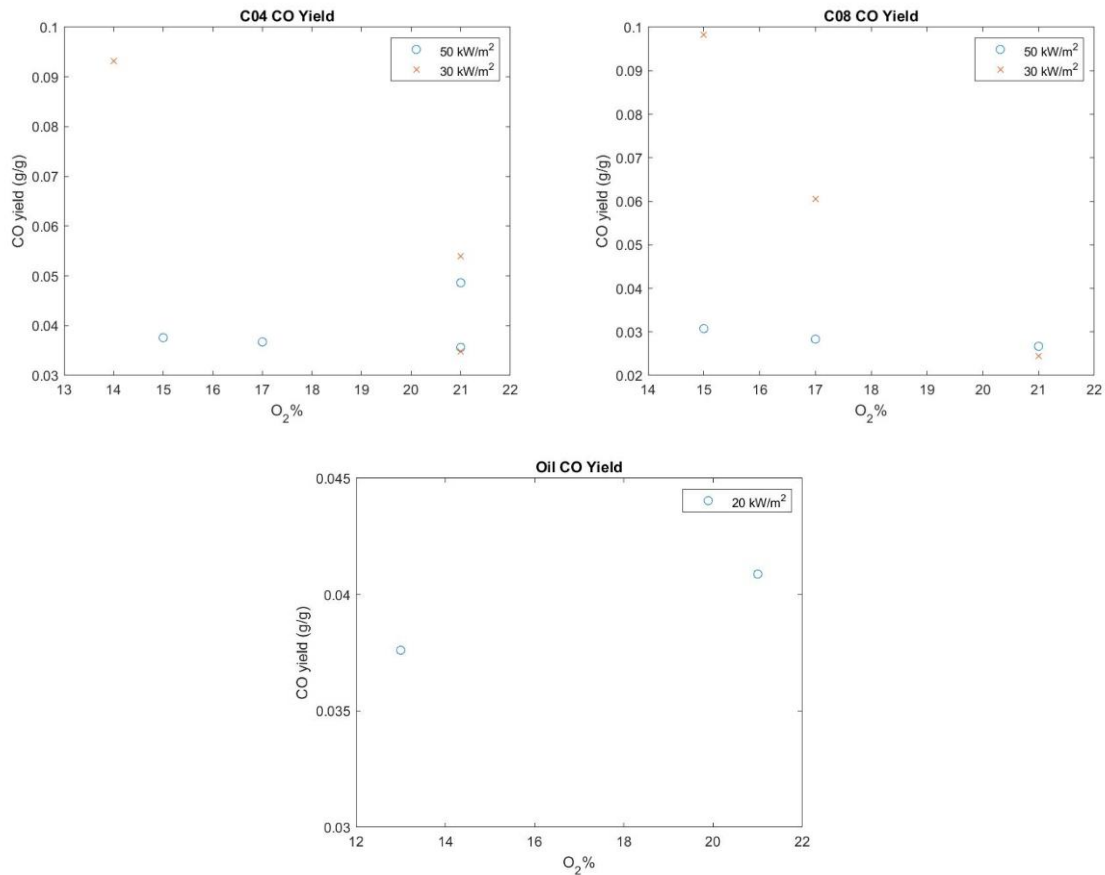 C04 CO Yield
50 kW/m²
30 kW/m²
0.1
0.09
0.08
0.07
0.06
0.05
0.04
0.03
CO yield (g/g)
13 14 15 16 17 18 19 20 21 22
O₂%
C08 CO Yield
50 kW/m²
30 kW/m²
0.1
0.09
0.08
0.07
0.06
0.05
0.04
0.03
0.02
CO yield (g/g)
14 15 16 17 18 19 20 21 22
O₂%
Oil CO Yield
20 kW/m²
0.045
0.04
0.035
0.03
CO yield (g/g)
12 14 16 18 20 22
O₂%